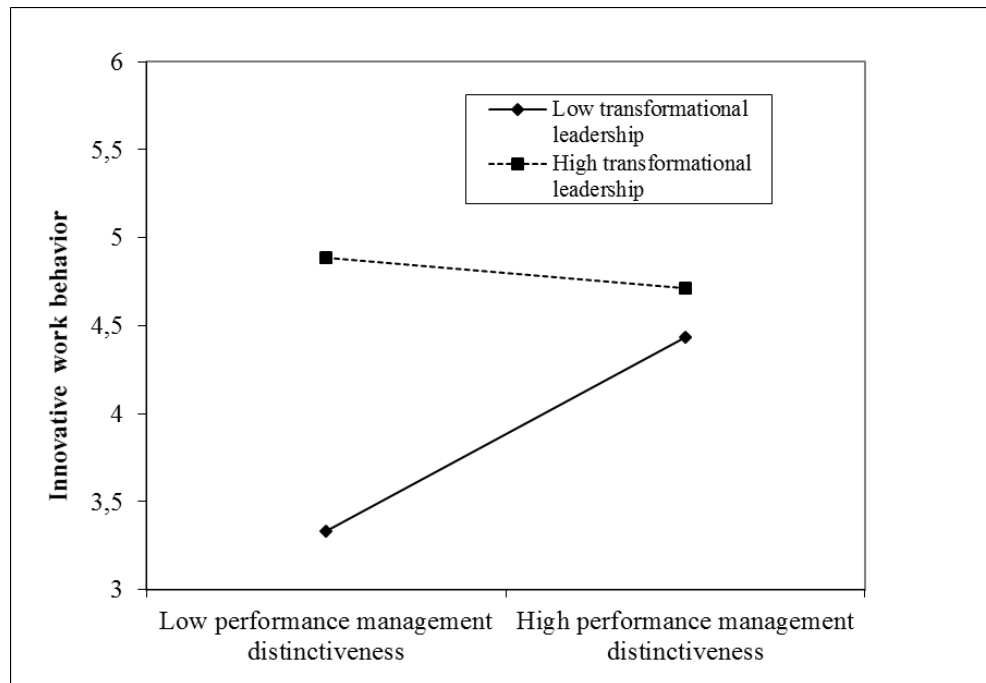 6
5,5
5
4,5
4
3,5
3
Innovative work behavior
Low transformational
leadership
High transformational
leadership
Low performance management
distinctiveness
High performance management
distinctiveness